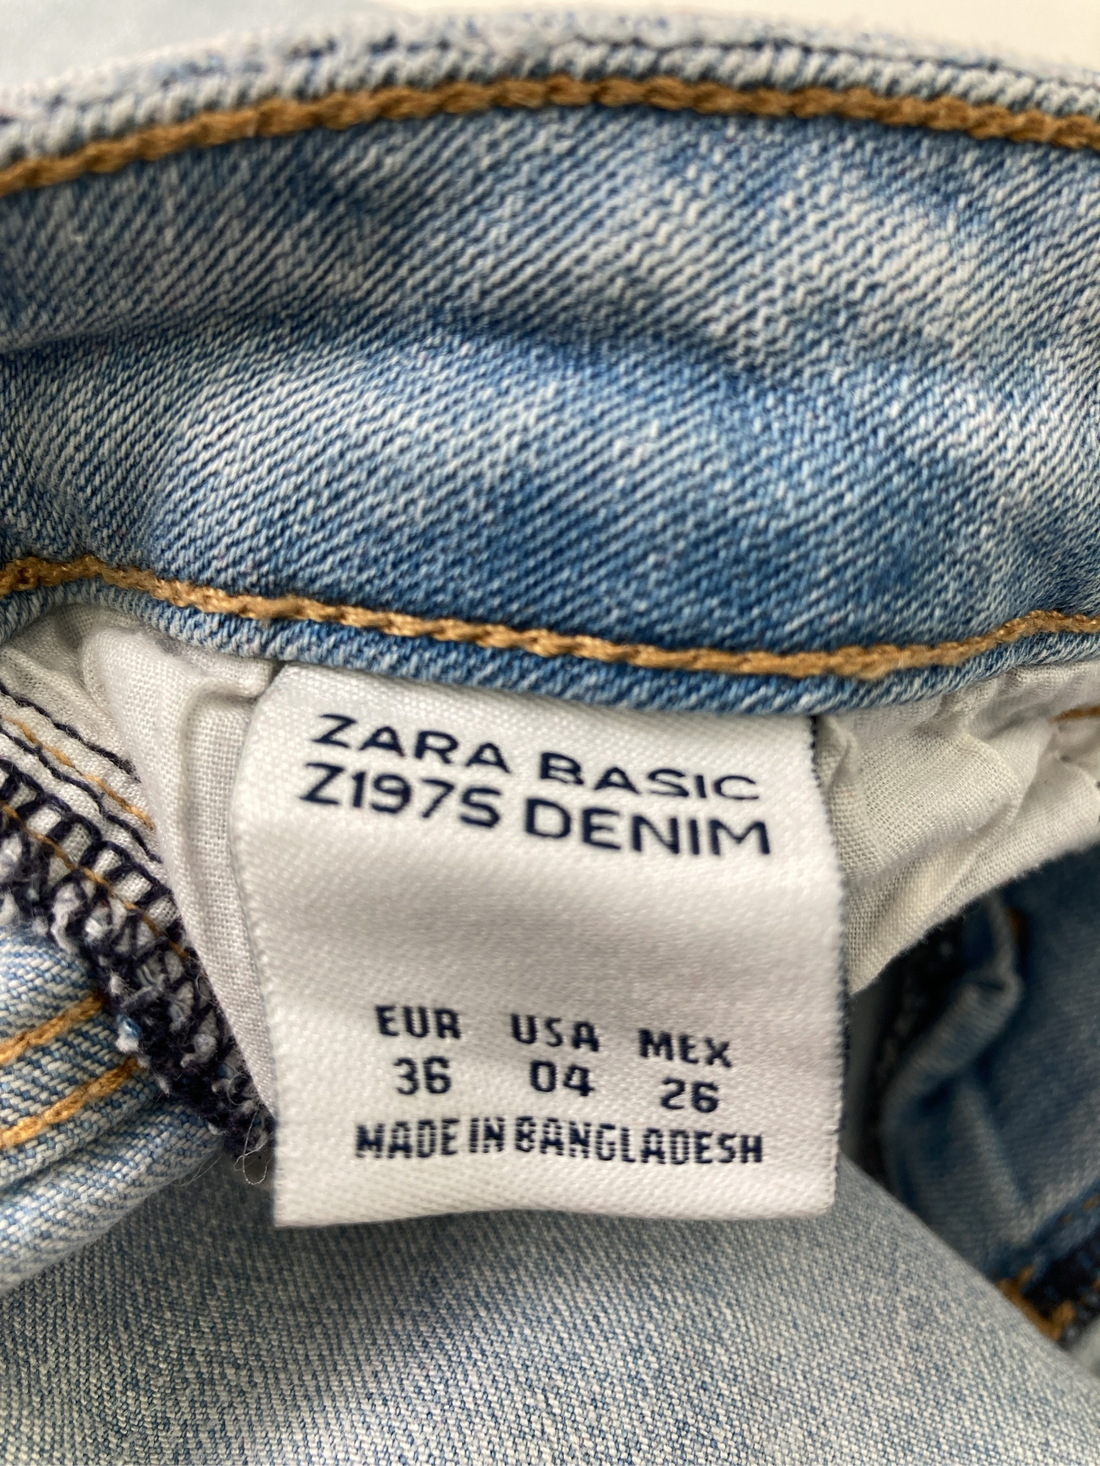 ZARA BASIC
Z1975 DENIM
EUR USA MEX
36 04 26
MADE IN BANGLADESH